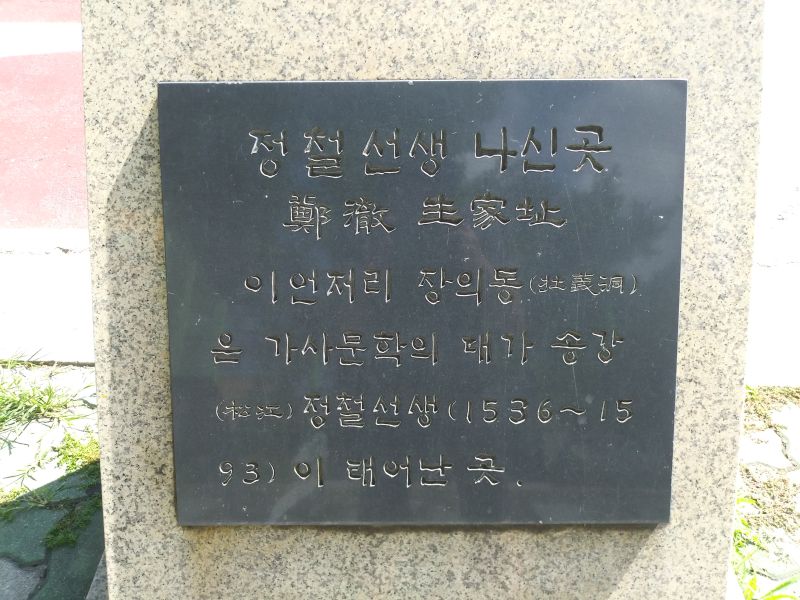 정철선생 나신곳
鄭澈 生家址
이언저리 장의동(壯義洞)
은 가사문학의 대가 송강
(松江)정철선생(1536~15
93)이 태어난 곳.